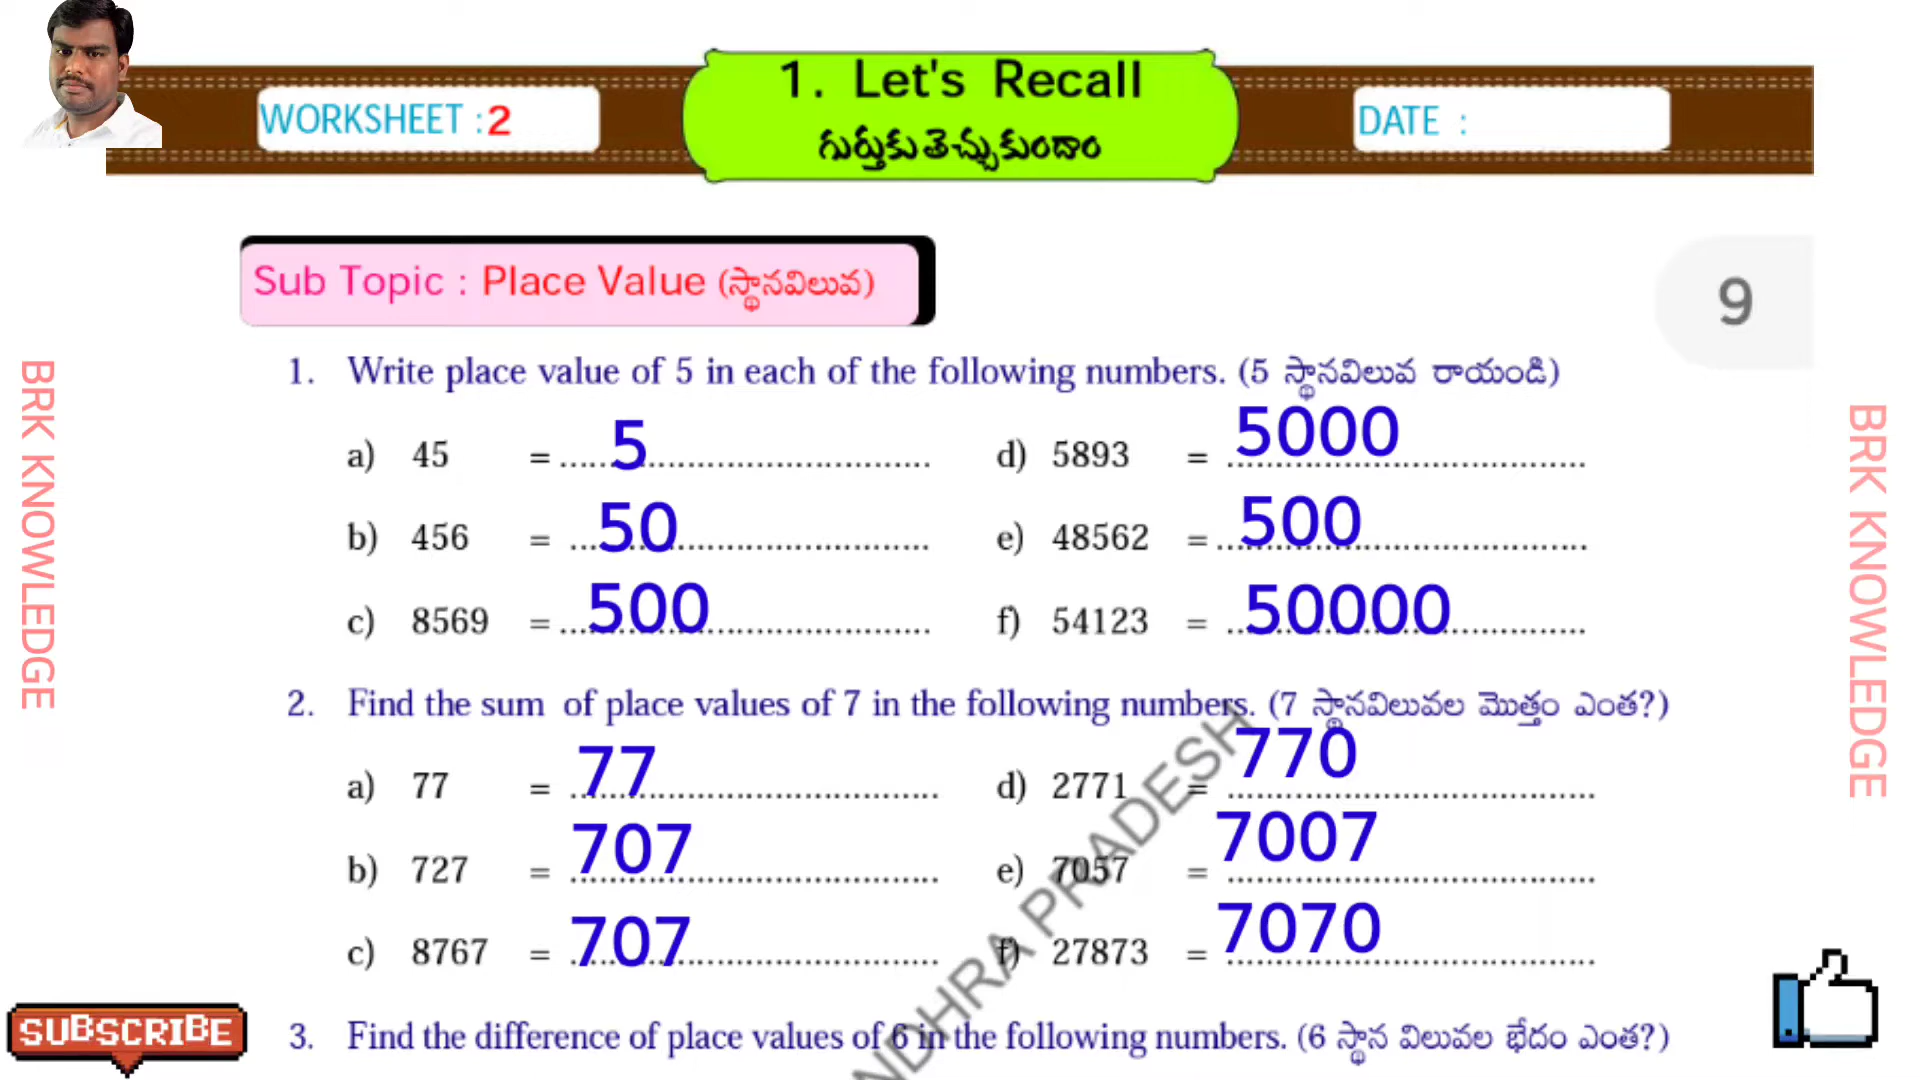 1. Let's Recall
గుర్తుకు తెచ్చుకుందాం
WORKSHEET : 2
DATE :
Sub Topic : Place Value (స్థానవిలువ)
9
1. Write place value of 5 in each of the following numbers. (5 స్థానవిలువ రాయండి)
a) 45 = 5
d) 5893 = 5000
b) 456 = 50
e) 48562 = 500
c) 8569 = 500
f) 54123 = 50000
2. Find the sum of place values of 7 in the following numbers. (7 స్థానవిలువల మొత్తం ఎంత?)
a) 77 = 77
d) 2771 = 770
b) 727 = 707
e) 7057 = 7007
c) 8767 = 707
f) 27873 = 7070
3. Find the difference of place values of 6 in the following numbers. (6 స్థాన విలువల భేదం ఎంత?)
BRK KNOWLEDGE
BRK KNOWLEDGE
NDHRA PRADESH
SUBSCRIBE